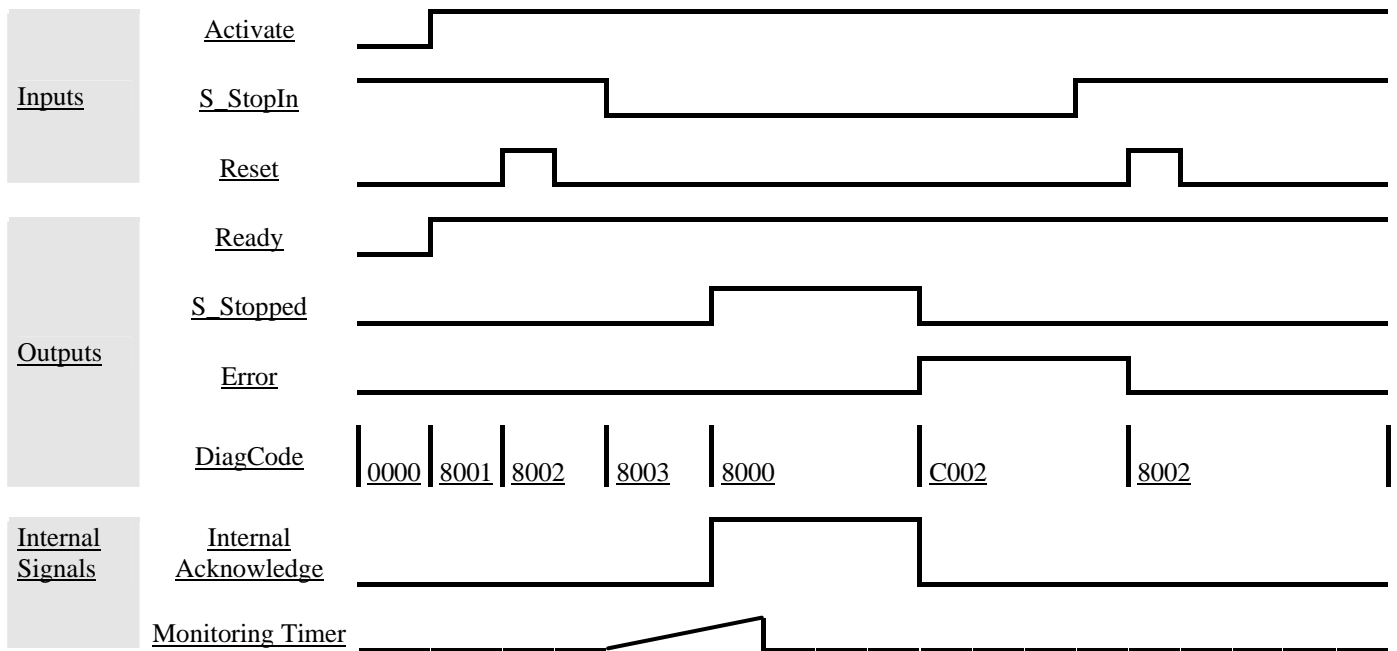 Activate
Inputs
S_StopIn
Reset
Ready
S_Stopped
Outputs
Error
DiagCode
0000 8001 8002 8003 8000 C002 8002
Internal
Signals
Internal
Acknowledge
Monitoring Timer